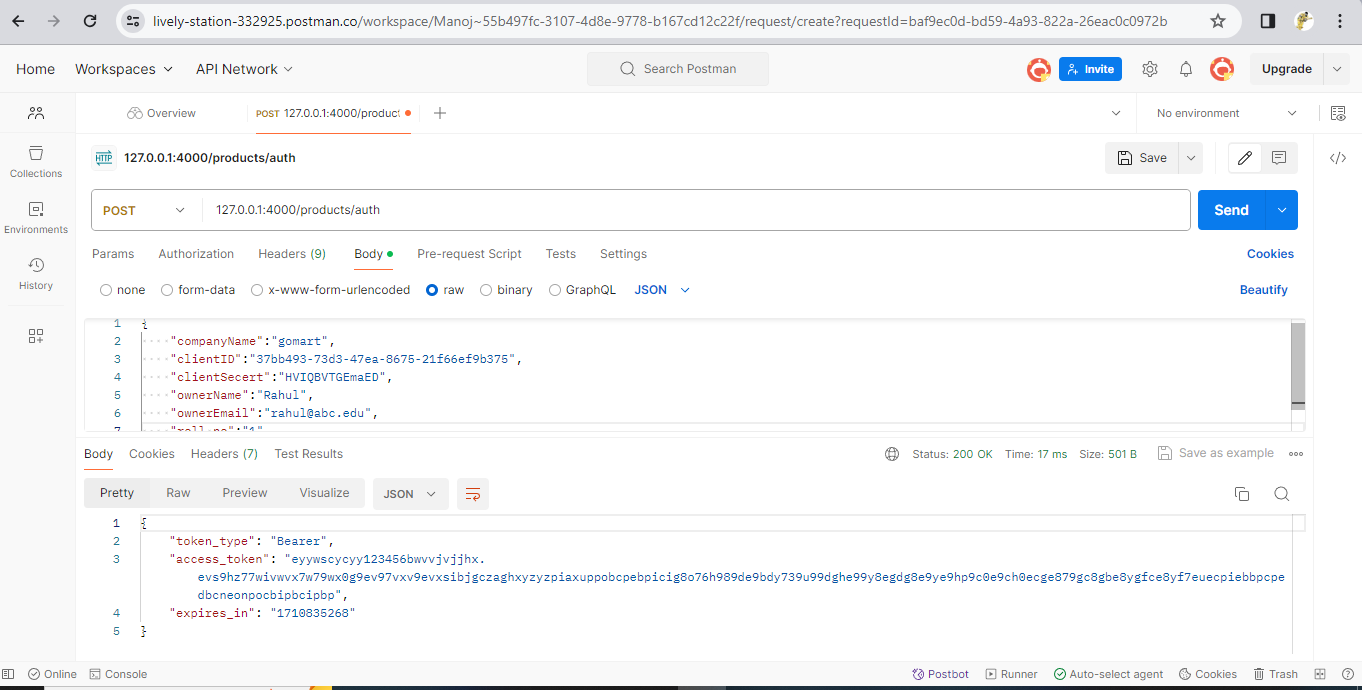 lively-station-332925.postman.co/workspace/Manoj~55b497fc-3107-4d8e-9778-b167cd12c22f/request/create?requestId=baf9ec0d-bd59-4a93-822a-26eac0c0972b
Home Workspaces API Network Search Postman Invite Upgrade
Overview POST 127.0.0.1:4000/product No environment
HTTP 127.0.0.1:4000/products/auth Save
Collections
POST 127.0.0.1:4000/products/auth Send
Environments
Params Authorization Headers (9) Body Pre-request Script Tests Settings Cookies
History
none form-data x-www-form-urlencoded raw binary GraphQL JSON Beautify
1 {
2 "companyName":"gomart",
3 "clientID":"37bb493-73d3-47ea-8675-21f66ef9b375",
4 "clientSecert":"HVIQBVTGEmaED",
5 "ownerName":"Rahul",
6 "ownerEmail":"rahul@abc.edu",
7
Body Cookies Headers (7) Test Results Status: 200 OK Time: 17 ms Size: 501 B Save as example
Pretty Raw Preview Visualize JSON
1 {
2 "token_type": "Bearer",
3 "access_token": "eyywscycyy123456bwvvjvjjhx.
evs9hz77wivwvx7w79wx0g9ev97vxv9evxsibjgczaghxyzyzpiaxuppobcpebpicig8o76h989de9bdy739u99dghe99y8egdg8e9ye9hp9c0e9ch0ecge879gc8gbe8ygfce8yf7euecpiebbpcpe
dbcneonpocbipbcipbp",
4 "expires_in": "1710835268"
5 }
Online Console Postbot Runner Auto-select agent Cookies Trash